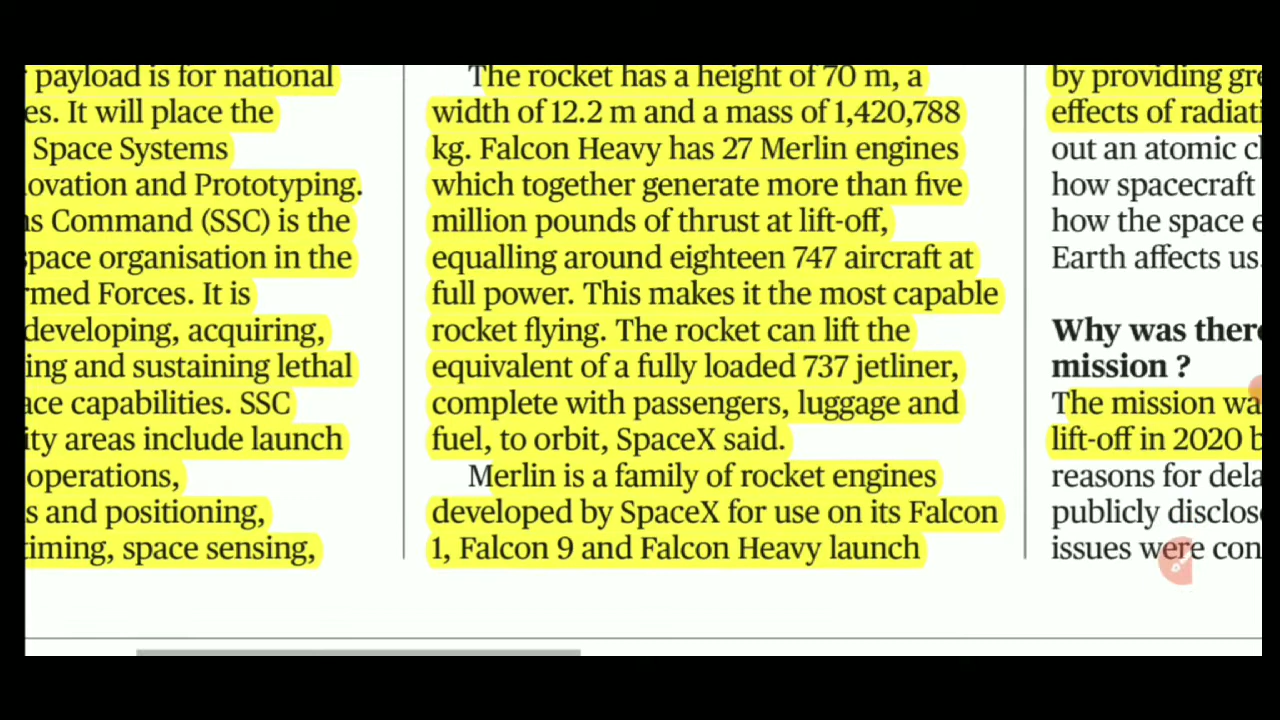 payload is for national
es. It will place the
Space Systems
ovation and Prototyping.
s Command (SSC) is the
space organisation in the
rmed Forces. It is
developing, acquiring,
ing and sustaining lethal
ace capabilities. SSC
ity areas include launch
operations,
s and positioning,
timing, space sensing,
The rocket has a height of 70 m, a
width of 12.2 m and a mass of 1,420,788
kg. Falcon Heavy has 27 Merlin engines
which together generate more than five
million pounds of thrust at lift-off,
equalling around eighteen 747 aircraft at
full power. This makes it the most capable
rocket flying. The rocket can lift the
equivalent of a fully loaded 737 jetliner,
complete with passengers, luggage and
fuel, to orbit, SpaceX said.
Merlin is a family of rocket engines
developed by SpaceX for use on its Falcon
1, Falcon 9 and Falcon Heavy launch
by providing gre
effects of radiati
out an atomic cl
how spacecraft
how the space e
Earth affects us.
Why was there
mission ?
The mission wa
lift-off in 2020 b
reasons for dela
publicly disclos
issues were con